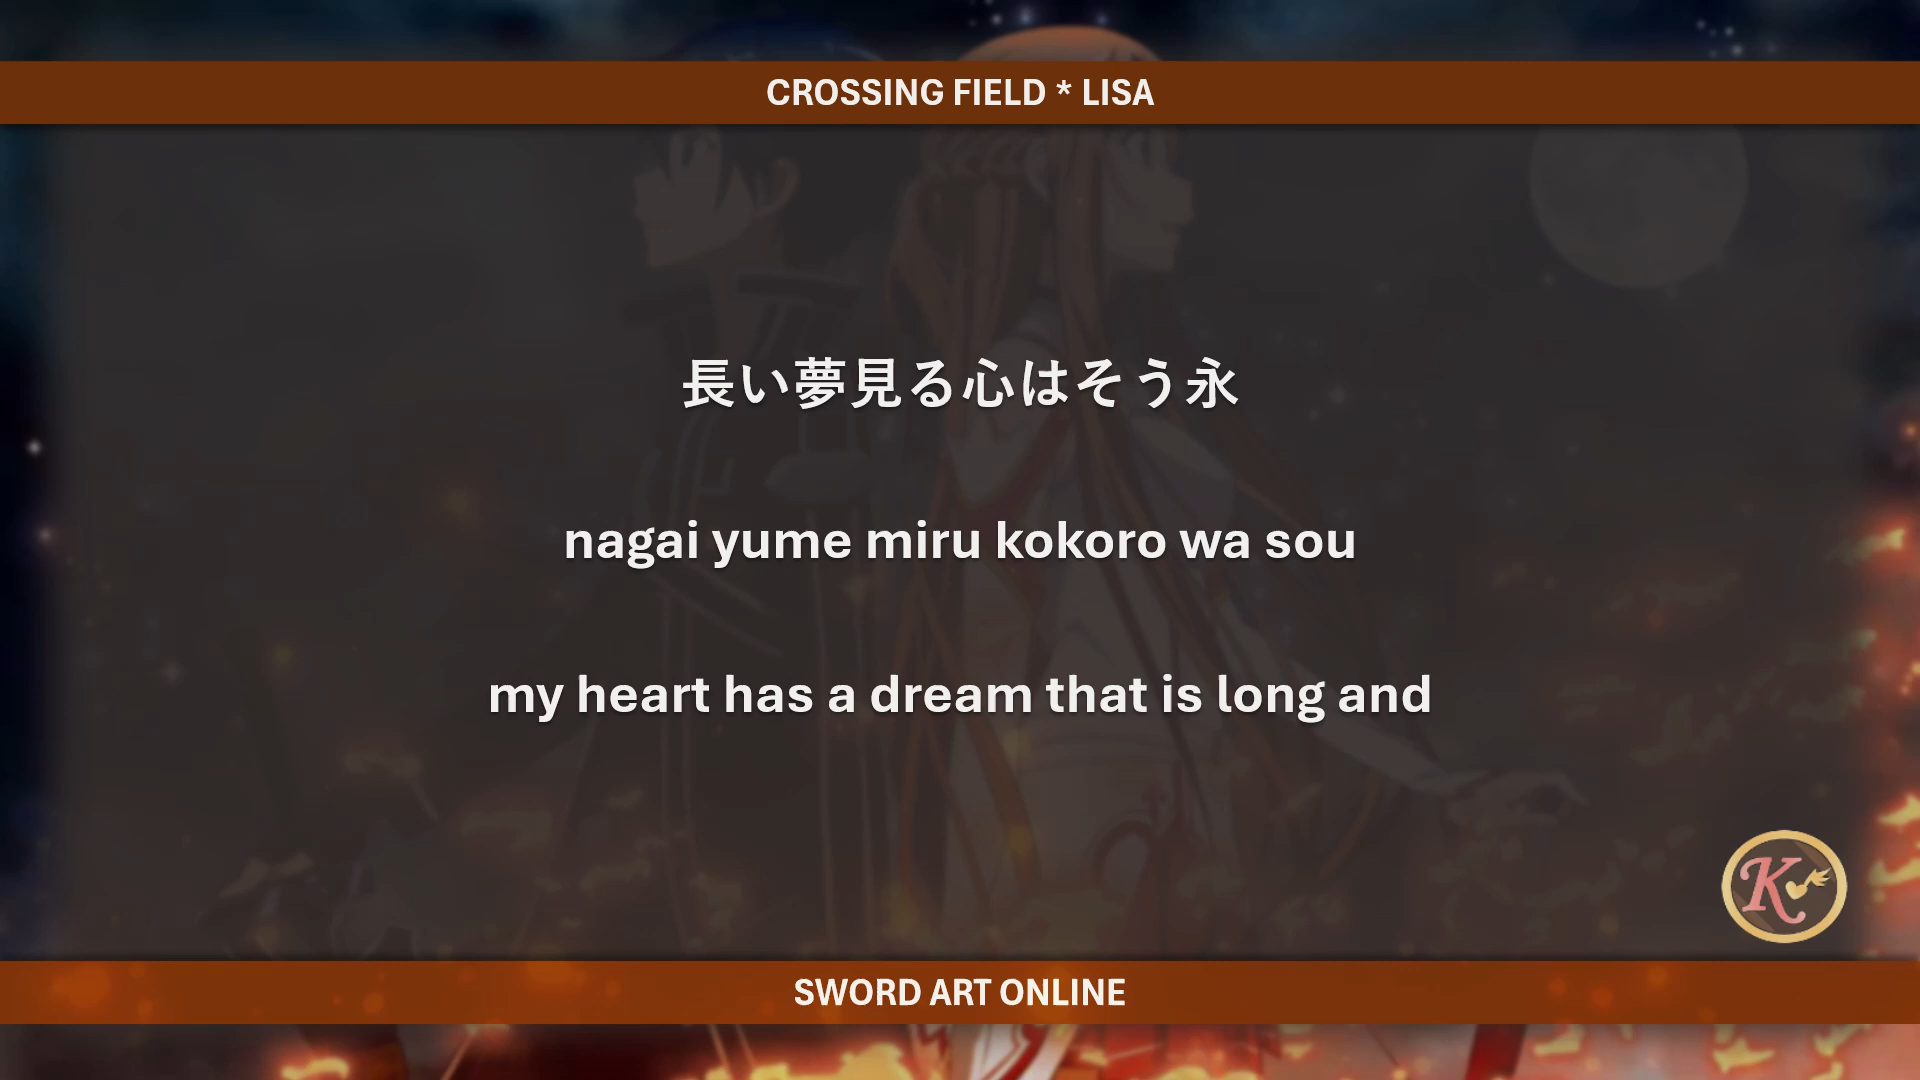 CROSSING FIELD * LISA
長い夢見る心はそう永
nagai yume miru kokoro wa sou
my heart has a dream that is long and
K
SWORD ART ONLINE